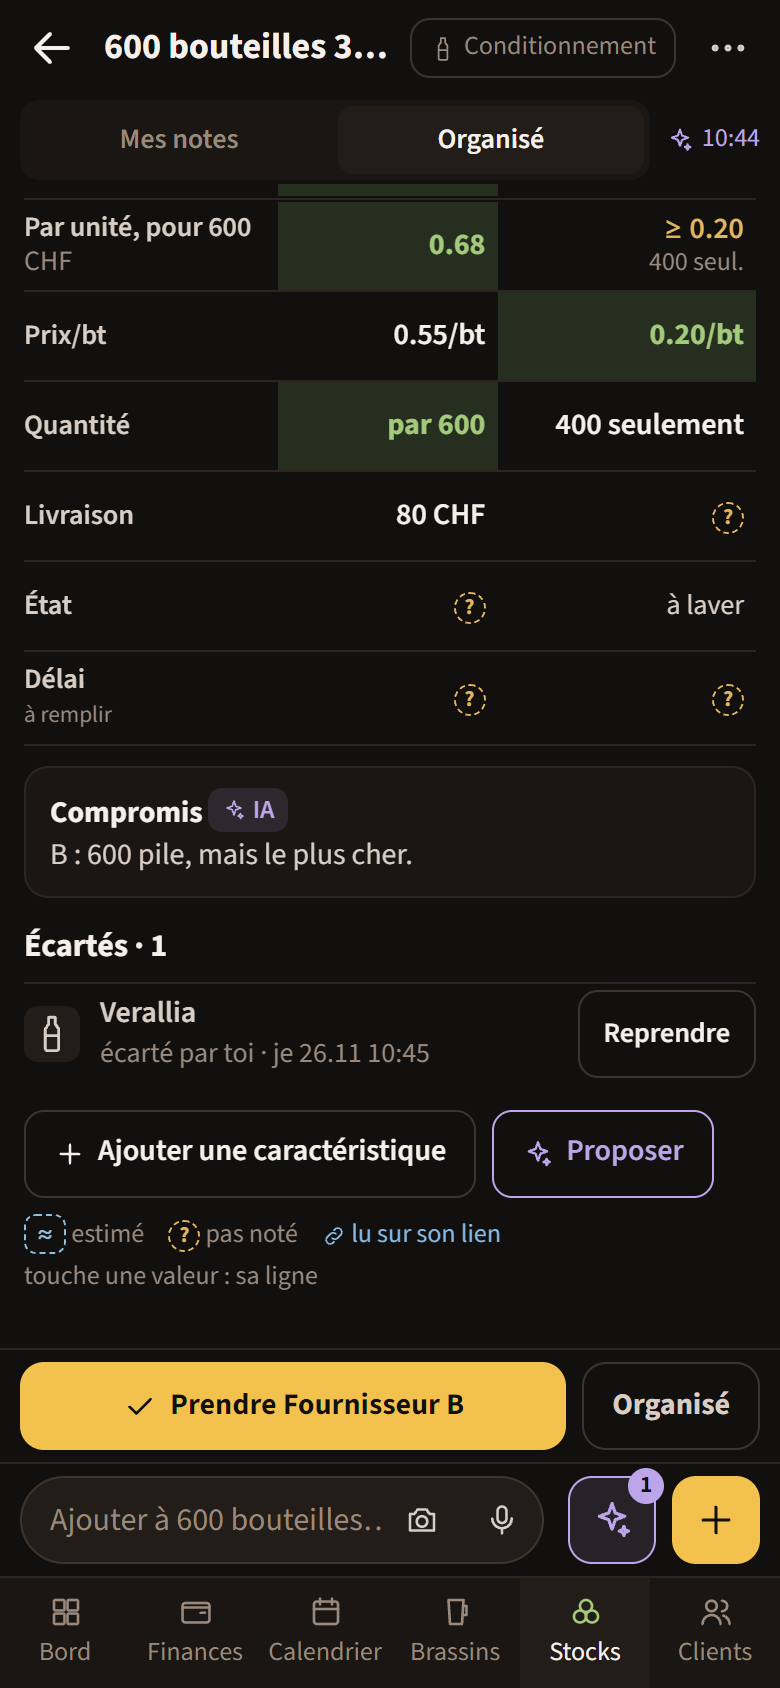 600 bouteilles 3…
Conditionnement
Mes notes
Organisé
10:44
Par unité, pour 600
CHF
0.68
≥ 0.20
400 seul.
Prix/bt
0.55/bt
0.20/bt
Quantité
par 600
400 seulement
Livraison
80 CHF
?
État
?
à laver
Délai
à remplir
?
?
Compromis
IA
B : 600 pile, mais le plus cher.
Écartés · 1
Verallia
écarté par toi · je 26.11 10:45
Reprendre
+ Ajouter une caractéristique
Proposer
≈ estimé
? pas noté
lu sur son lien
touche une valeur : sa ligne
Prendre Fournisseur B
Organisé
Ajouter à 600 bouteilles…
1
+
Bord
Finances
Calendrier
Brassins
Stocks
Clients